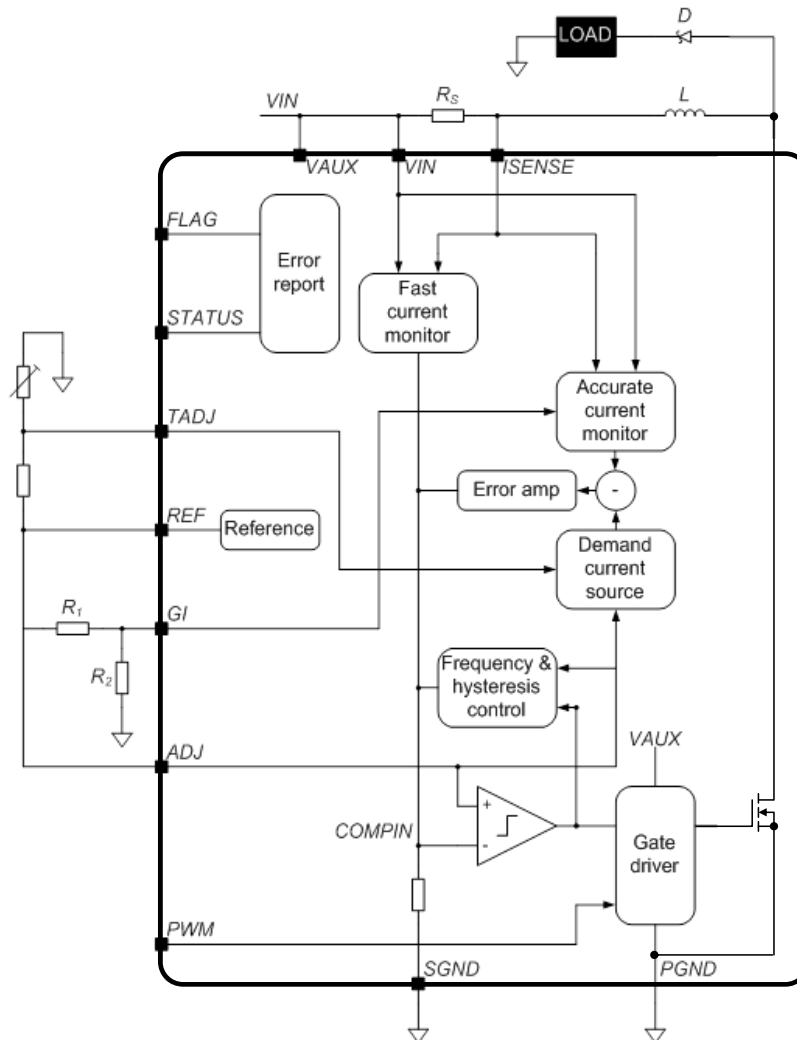 D
LOAD
VIN
RS
L
VAUX
VIN
ISENSE
FLAG
Error
report
Fast
current
monitor
STATUS
Accurate
current
monitor
TADJ
-
Error amp
REF
Reference
Demand
current
source
R1
GI
R2
Frequency &
hysteresis
control
ADJ
VAUX
+
COMPIN
-
Gate
driver
PWM
SGND
PGND